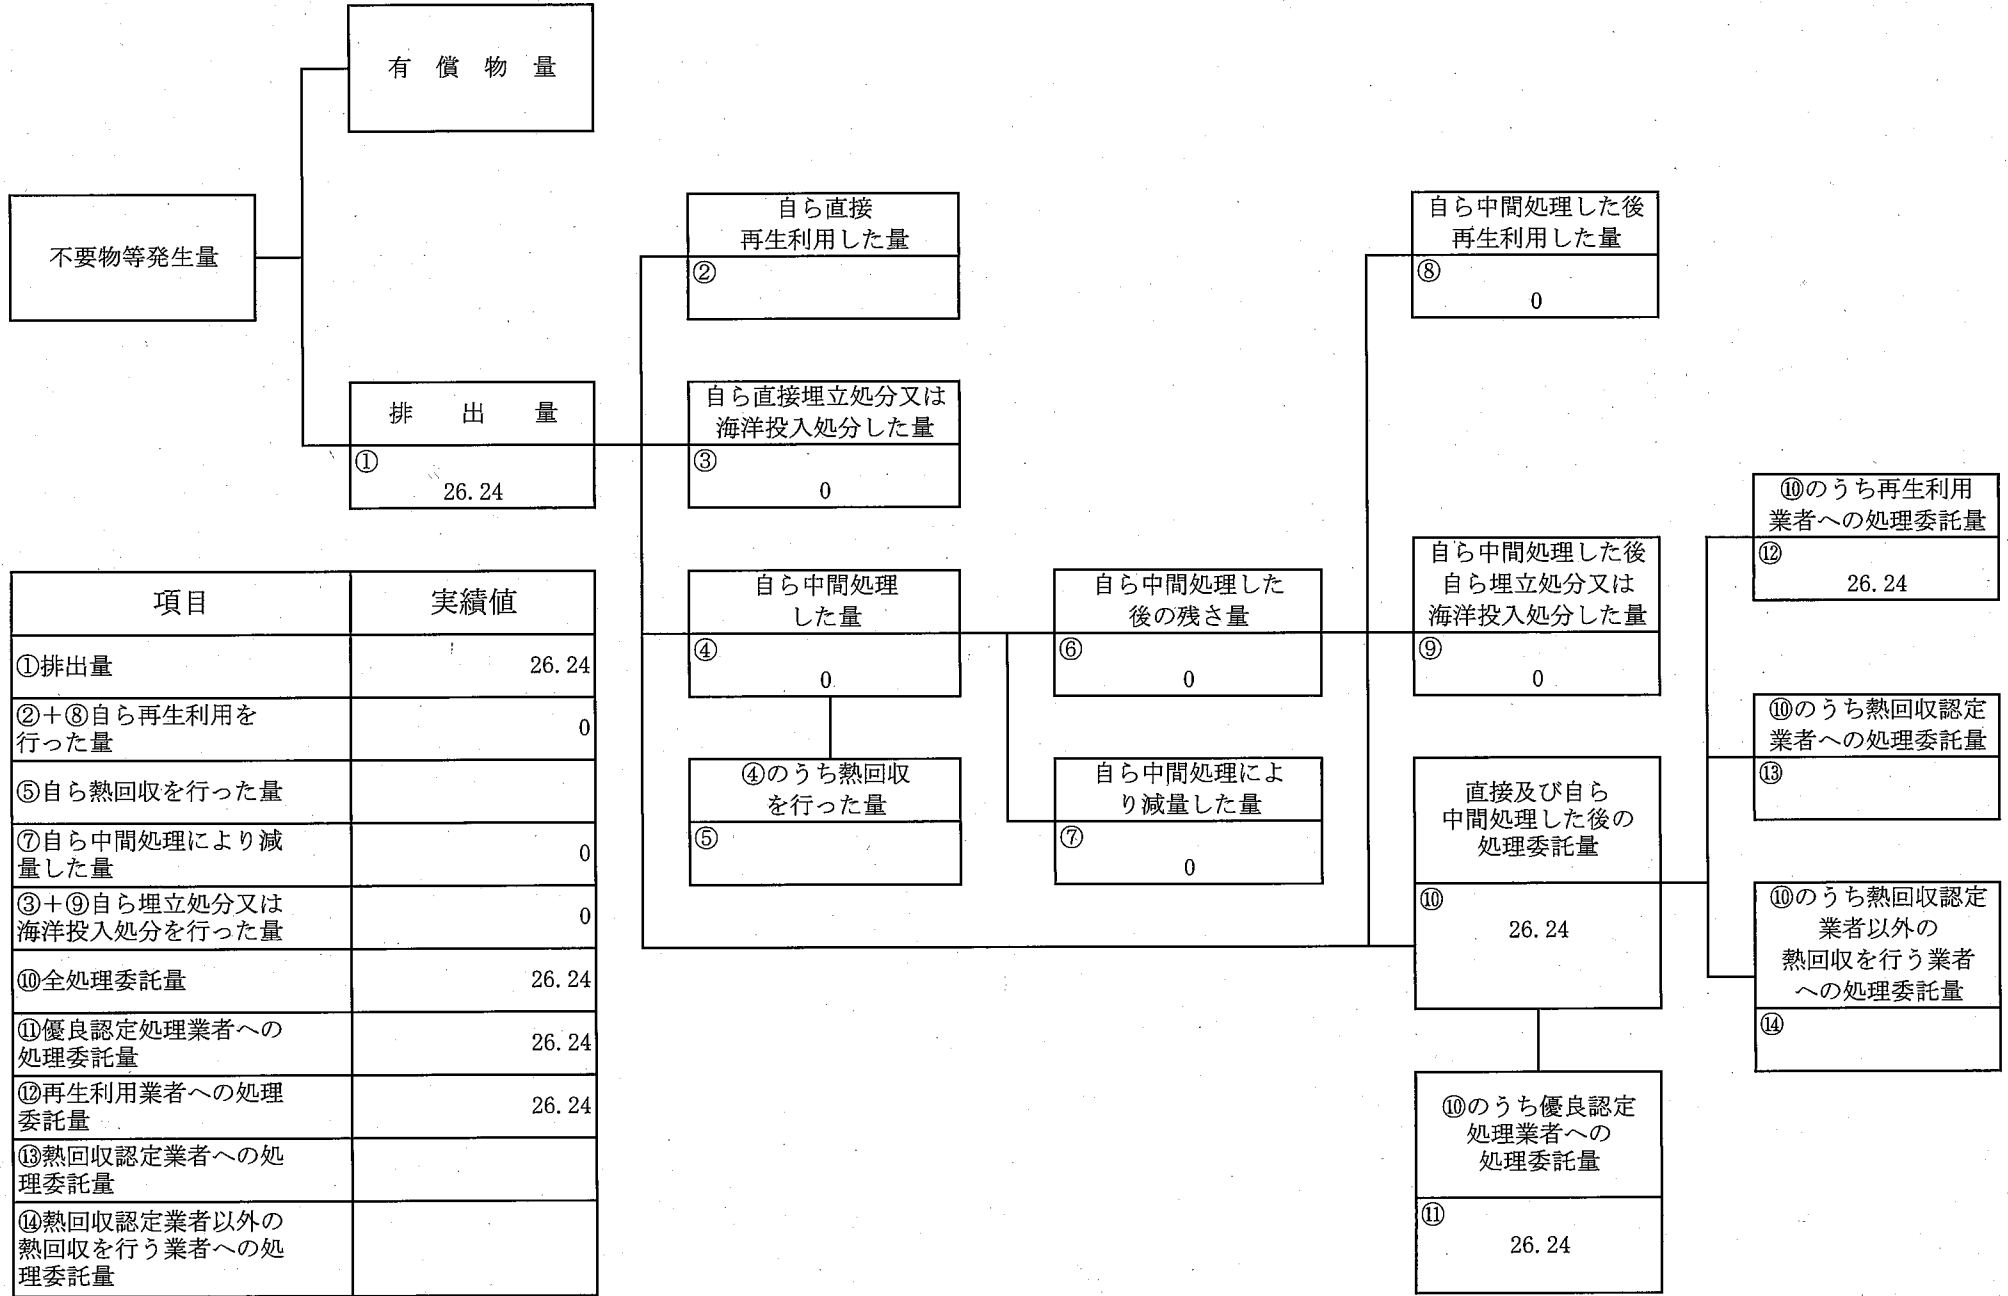 有 償 物 量
不要物等発生量
排 出 量
①
26.24
自ら直接
再生利用した量
②
自ら直接埋立処分又は
海洋投入処分した量
③
0
自ら中間処理
した量
④
0
④のうち熱回収
を行った量
⑤
自ら中間処理した
後の残さ量
⑥
0
自ら中間処理によ
り減量した量
⑦
0
自ら中間処理した後
再生利用した量
⑧
0
自ら中間処理した後
自ら埋立処分又は
海洋投入処分した量
⑨
0
直接及び自ら
中間処理した後の
処理委託量
⑩
26.24
⑩のうち優良認定
処理業者への
処理委託量
⑪
26.24
⑩のうち再生利用
業者への処理委託量
⑫
26.24
⑩のうち熱回収認定
業者への処理委託量
⑬
⑩のうち熱回収認定
業者以外の
熱回収を行う業者
への処理委託量
⑭
項目 実績値
①排出量 26.24
②＋⑧自ら再生利用を
行った量 0
⑤自ら熱回収を行った量
⑦自ら中間処理により減
量した量 0
③＋⑨自ら埋立処分又は
海洋投入処分を行った量 0
⑩全処理委託量 26.24
⑪優良認定処理業者への
処理委託量 26.24
⑫再生利用業者への処理
委託量 26.24
⑬熱回収認定業者への処
理委託量
⑭熱回収認定業者以外の
熱回収を行う業者への処
理委託量